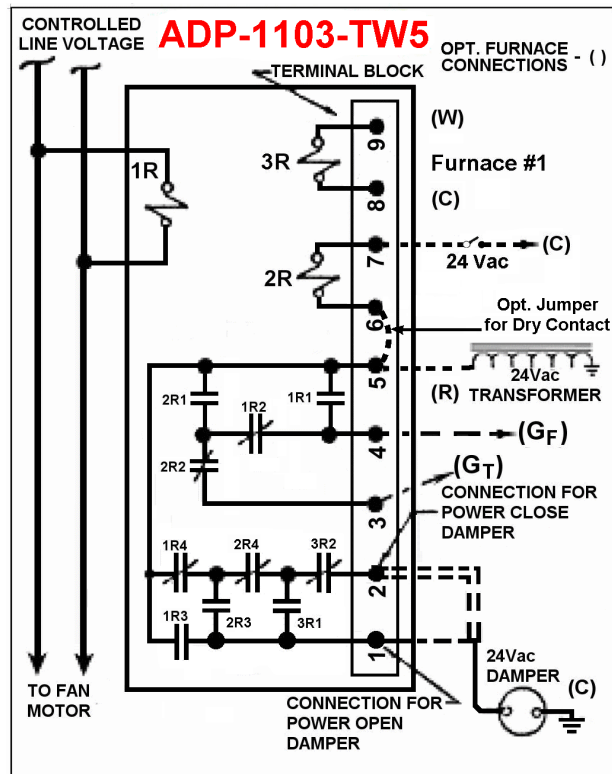 CONTROLLED
LINE VOLTAGE
ADP-1103-TW5
OPT. FURNACE
CONNECTIONS - ( )
TERMINAL BLOCK
1R
3R
9
(W)
Furnace #1
8
(C)
2R
7
24 Vac
(C)
6
Opt. Jumper
for Dry Contact
5
(R)
24Vac
TRANSFORMER
2R1
1R2
1R1
4
(GF)
2R2
3
(GT)
CONNECTION FOR
POWER CLOSE
DAMPER
1R4
2R4
3R2
2
1R3
2R3
3R1
1
24Vac
DAMPER
(C)
TO FAN
MOTOR
CONNECTION FOR
POWER OPEN
DAMPER